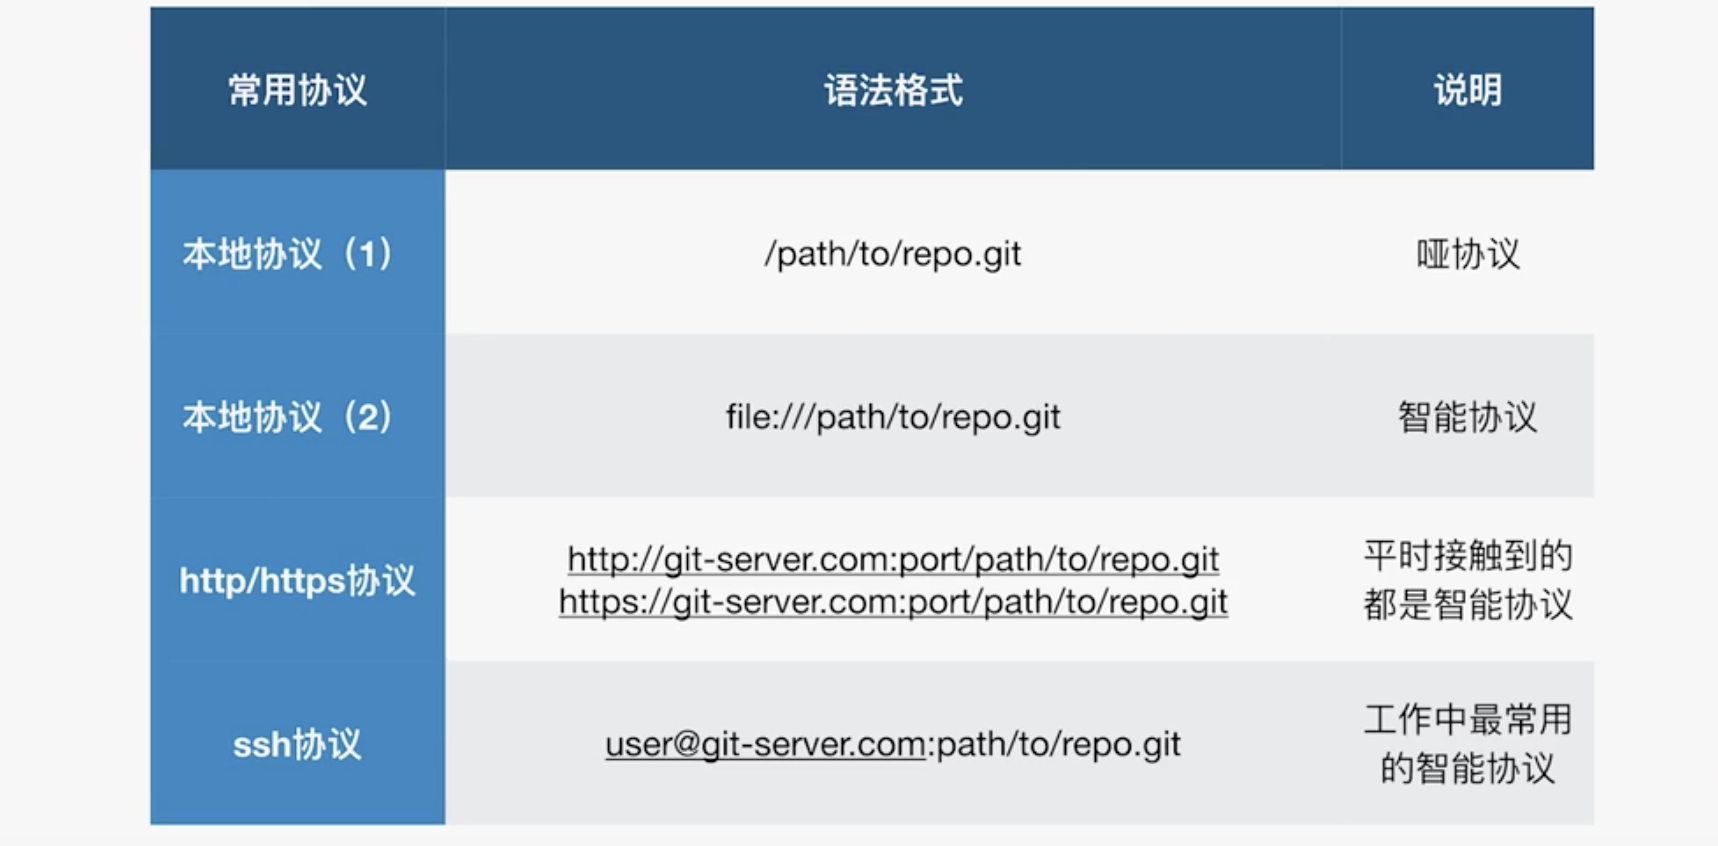 常用协议 语法格式 说明
本地协议（1） /path/to/repo.git 哑协议
本地协议（2） file:///path/to/repo.git 智能协议
http/https协议
http://git-server.com:port/path/to/repo.git
https://git-server.com:port/path/to/repo.git
平时接触到的
都是智能协议
ssh协议 user@git-server.com:path/to/repo.git
工作中最常用
的智能协议